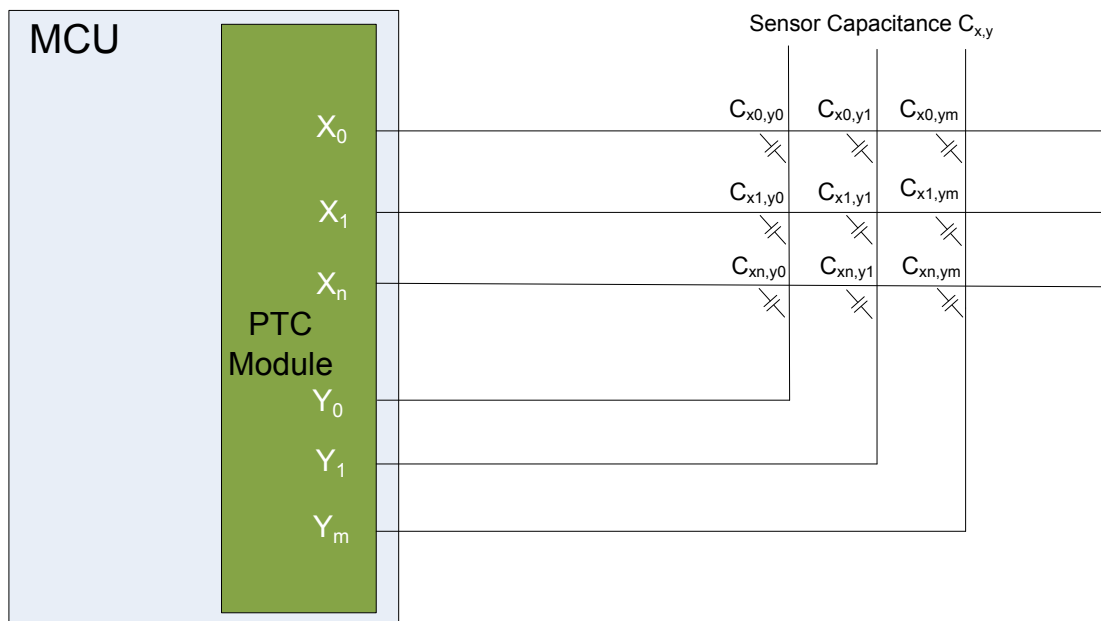 MCU
Sensor Capacitance Cx,y
X0
Cx0,y0 Cx0,y1 Cx0,ym
X1
Cx1,y0 Cx1,y1 Cx1,ym
Xn
Cxn,y0 Cxn,y1 Cxn,ym
PTC
Module
Y0
Y1
Ym